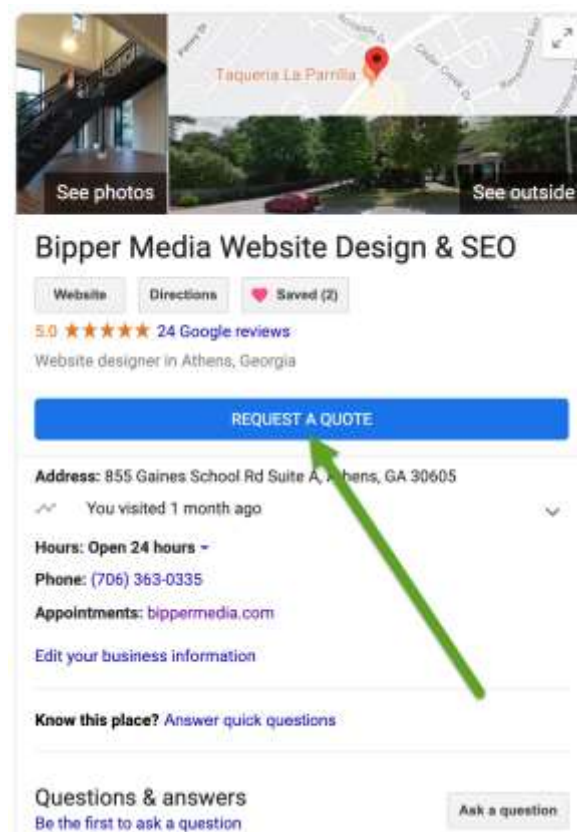 Taqueria La Parrilla
See photos
See outside
Bipper Media Website Design & SEO
Website
Directions
Saved (2)
5.0 ★★★★★ 24 Google reviews
Website designer in Athens, Georgia
REQUEST A QUOTE
Address: 855 Gaines School Rd Suite A, Athens, GA 30605
You visited 1 month ago
Hours: Open 24 hours
Phone: (706) 363-0335
Appointments: bippermedia.com
Edit your business information
Know this place? Answer quick questions
Questions & answers
Be the first to ask a question
Ask a question